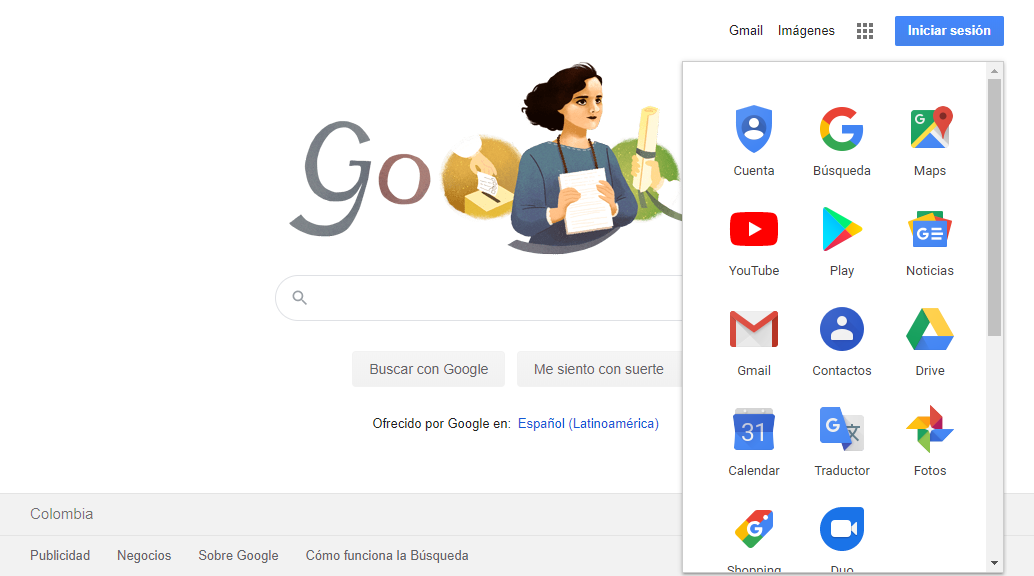 Gmail Imágenes Iniciar sesión
Goo
Cuenta Búsqueda Maps
YouTube Play Noticias
Gmail Contactos Drive
31
Calendar Traductor Fotos
Shopping Duo
Buscar con Google Me siento con suerte
Ofrecido por Google en: Español (Latinoamérica)
Colombia
Publicidad Negocios Sobre Google Cómo funciona la Búsqueda